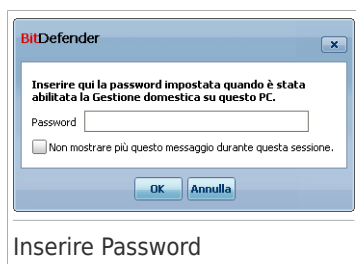 BitDefender
Inserire qui la password impostata quando è stata
abilitata la Gestione domestica su questo PC.
Password
Non mostrare più questo messaggio durante questa sessione.
OK Annulla
Inserire Password